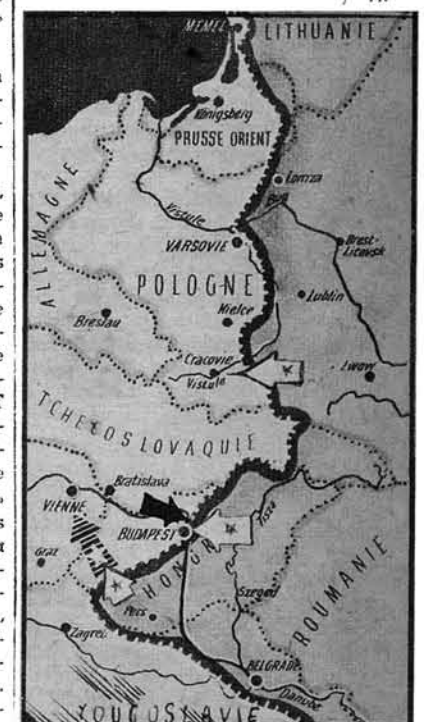 MEMEL
LITHUANIE
Königsberg
PRUSSE ORIENT
Lomza
Bug
Vistule
ALLEMAGNE
VARSOVIE
Brest-
Litovsk
POLOGNE
Lublin
Kielce
Breslau
Cracovie
Vistule
Lwow
TCHECOSLOVAQUIE
Bratislava
VIENNE
BUDAPEST
Tisza
HONGR
Graz
ROUMANIE
Szeged
Pecs
Zagreb
BELGRADE
Danube
YOUGOSLAVIE